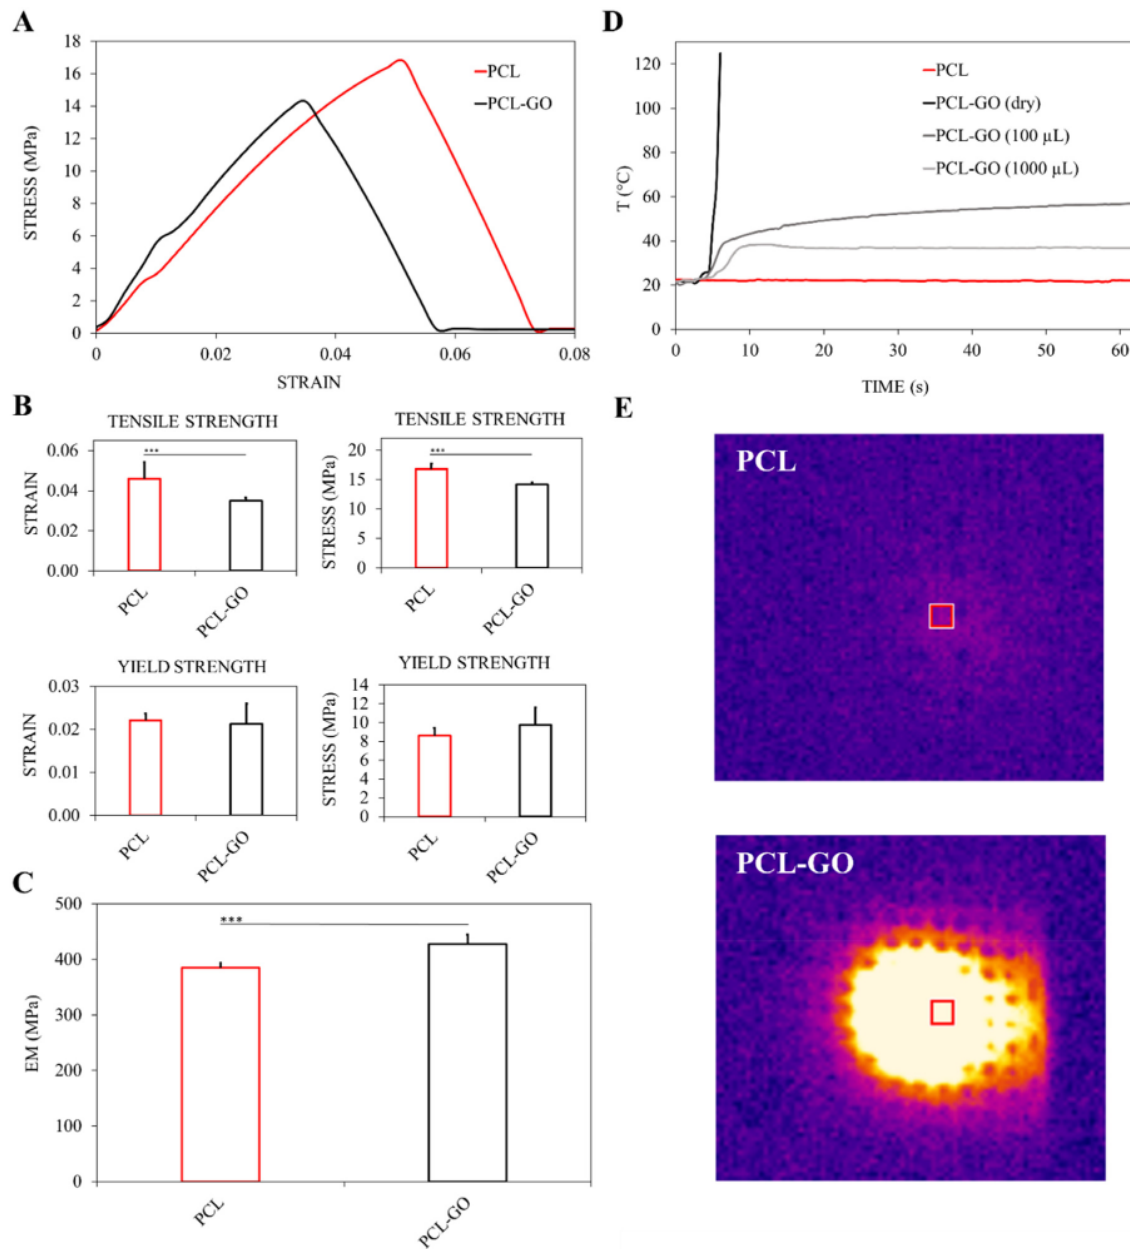 A
18
16
14
12
10
8
6
4
2
0
STRESS (MPa)
PCL
PCL-GO
0
0.02
0.04
0.06
0.08
STRAIN
B
TENSILE STRENGTH
0.06
0.04
0.02
0.00
STRAIN
***
PCL
PCL-GO
TENSILE STRENGTH
20
15
10
5
0
STRESS (MPa)
***
PCL
PCL-GO
YIELD STRENGTH
0.03
0.02
0.01
0.00
STRAIN
PCL
PCL-GO
YIELD STRENGTH
14
12
10
8
6
4
2
0
STRESS (MPa)
PCL
PCL-GO
C
500
400
300
200
100
0
EM (MPa)
***
PCL
PCL-GO
D
120
100
80
60
40
20
0
T (°C)
PCL
PCL-GO (dry)
PCL-GO (100 µL)
PCL-GO (1000 µL)
0
10
20
30
40
50
60
TIME (s)
E
PCL
PCL-GO